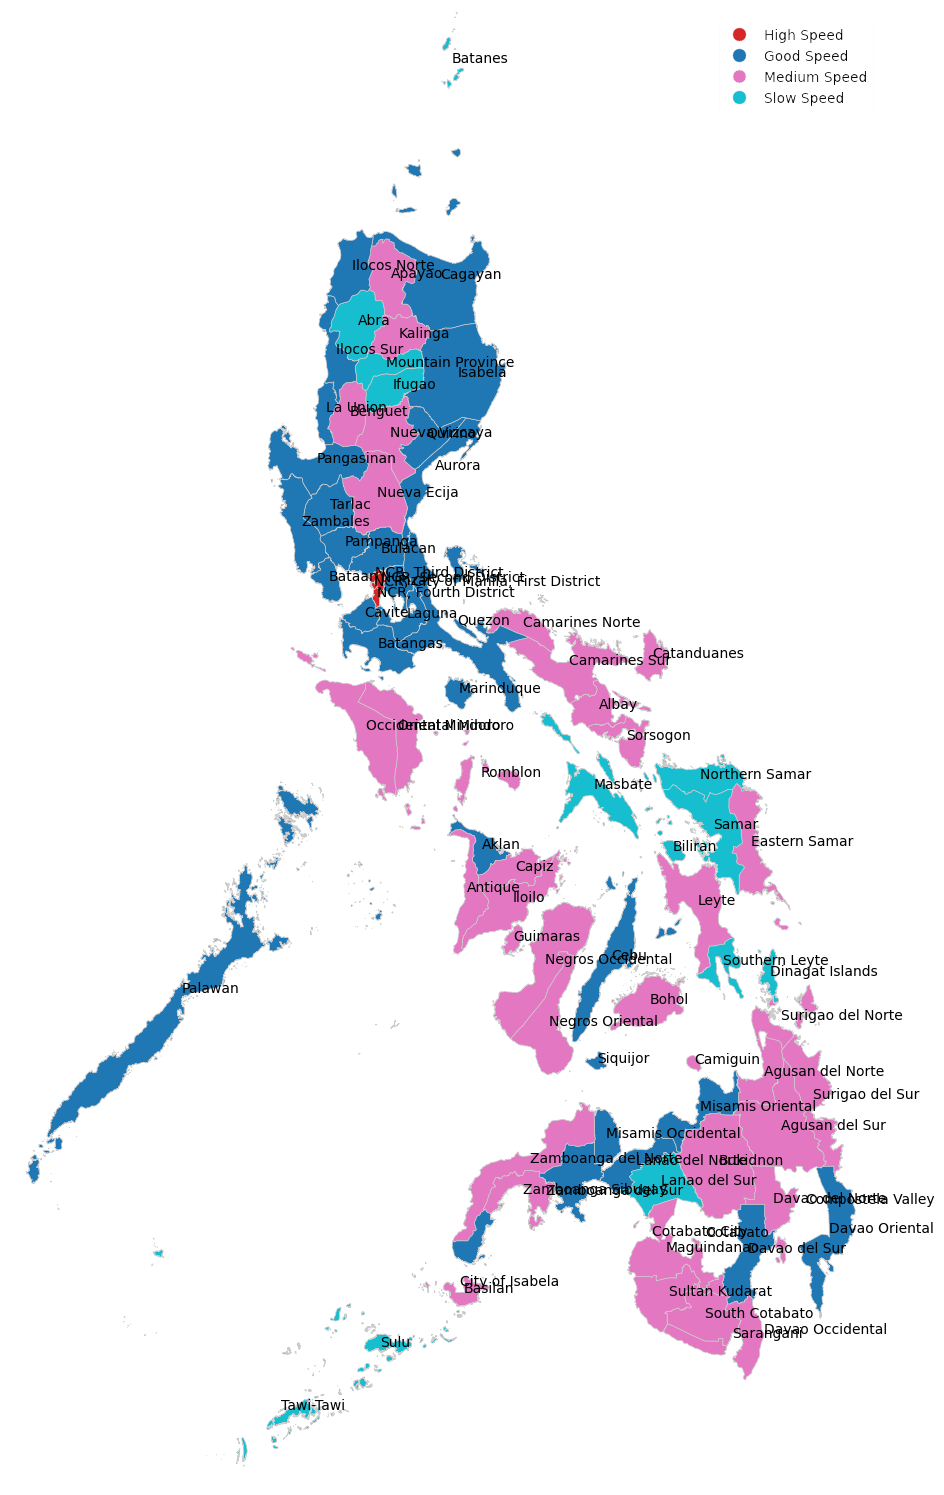 High Speed
Good Speed
Medium Speed
Slow Speed
Batanes
Ilocos Norte
Apayao
Cagayan
Abra
Kalinga
Ilocos Sur
Mountain Province
Isabela
Ifugao
La Union
Benguet
Nueva Vizcaya
Quirino
Pangasinan
Aurora
Nueva Ecija
Tarlac
Zambales
Pampanga
Bulacan
NCR, Third District
Bataan
NCR, Second District
NCR, City of Manila, First District
NCR, Fourth District
Cavite
Laguna
Quezon
Camarines Norte
Batangas
Catanduanes
Camarines Sur
Marinduque
Albay
Occidental Mindoro
Oriental Mindoro
Sorsogon
Romblon
Northern Samar
Masbate
Samar
Aklan
Biliran
Eastern Samar
Capiz
Antique
Iloilo
Leyte
Guimaras
Cebu
Negros Occidental
Southern Leyte
Dinagat Islands
Palawan
Bohol
Surigao del Norte
Negros Oriental
Siquijor
Camiguin
Agusan del Norte
Surigao del Sur
Misamis Oriental
Agusan del Sur
Misamis Occidental
Zamboanga del Norte
Lanao del Norte
Bukidnon
Lanao del Sur
Zamboanga Sibugay
Zamboanga del Sur
Davao del Norte
Compostela Valley
Davao Oriental
Cotabato City
Cotabato
Maguindanao
Davao del Sur
City of Isabela
Basilan
Sultan Kudarat
South Cotabato
Sarangani
Davao Occidental
Sulu
Tawi-Tawi